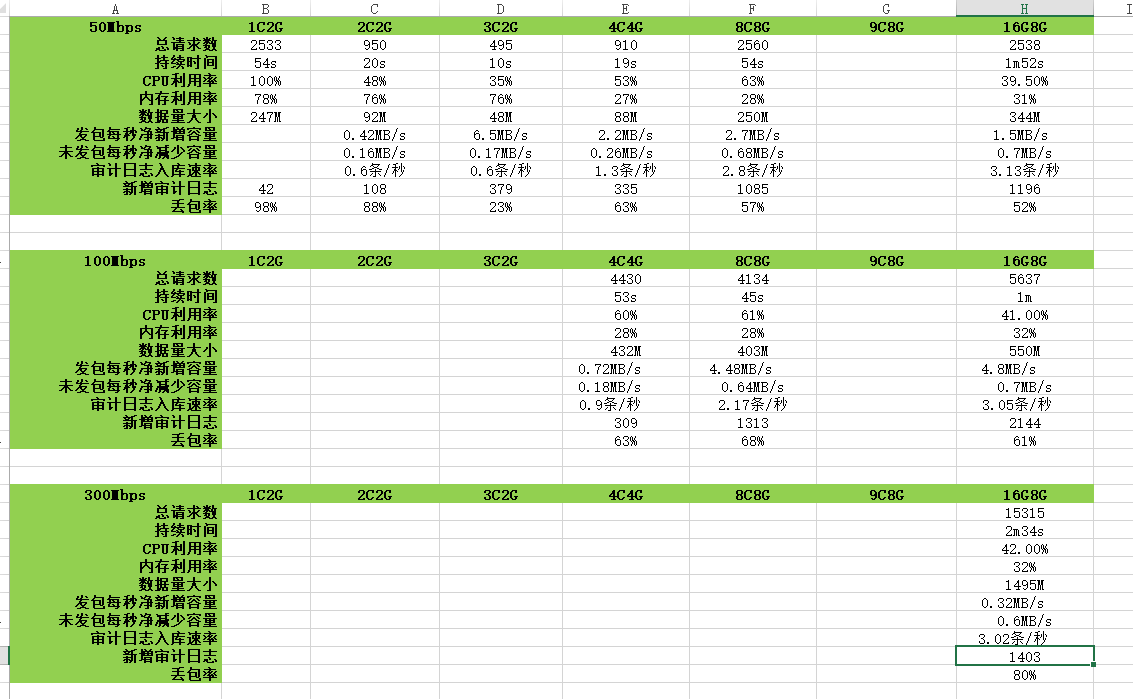 A B C D E F G H I
50Mbps 1C2G 2C2G 3C2G 4C4G 8C8G 9C8G 16G8G
总请求数 2533 950 495 910 2560 2538
持续时间 54s 20s 10s 19s 54s 1m52s
CPU利用率 100% 48% 35% 53% 63% 39.50%
内存利用率 78% 76% 76% 27% 28% 31%
数据量大小 247M 92M 48M 88M 250M 344M
发包每秒净新增容量 0.42MB/s 6.5MB/s 2.2MB/s 2.7MB/s 1.5MB/s
未发包每秒净减少容量 0.16MB/s 0.17MB/s 0.26MB/s 0.68MB/s 0.7MB/s
审计日志入库速率 0.6条/秒 0.6条/秒 1.3条/秒 2.8条/秒 3.13条/秒
新增审计日志 42 108 379 335 1085 1196
丢包率 98% 88% 23% 63% 57% 52%
100Mbps 1C2G 2C2G 3C2G 4C4G 8C8G 9C8G 16G8G
总请求数 4430 4134 5637
持续时间 53s 45s 1m
CPU利用率 60% 61% 41.00%
内存利用率 28% 28% 32%
数据量大小 432M 403M 550M
发包每秒净新增容量 0.72MB/s 4.48MB/s 4.8MB/s
未发包每秒净减少容量 0.18MB/s 0.64MB/s 0.7MB/s
审计日志入库速率 0.9条/秒 2.17条/秒 3.05条/秒
新增审计日志 309 1313 2144
丢包率 63% 68% 61%
300Mbps 1C2G 2C2G 3C2G 4C4G 8C8G 9C8G 16G8G
总请求数 15315
持续时间 2m34s
CPU利用率 42.00%
内存利用率 32%
数据量大小 1495M
发包每秒净新增容量 0.32MB/s
未发包每秒净减少容量 0.6MB/s
审计日志入库速率 3.02条/秒
新增审计日志 1403
丢包率 80%